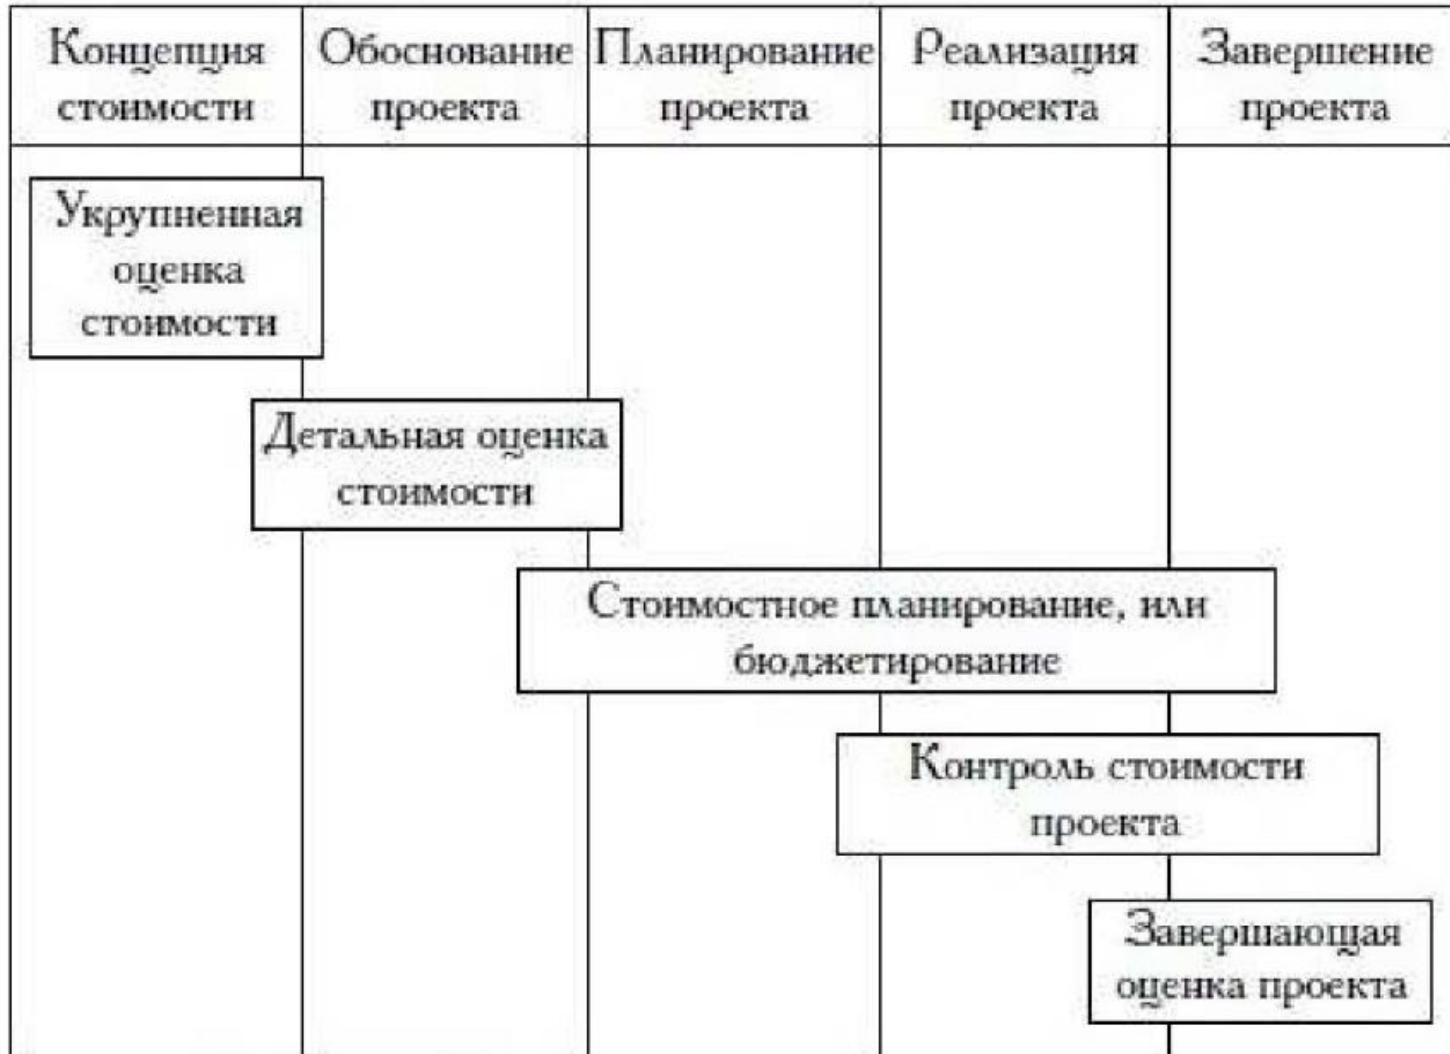 Концепция
стоимости
Обоснование
проекта
Планирование
проекта
Реализация
проекта
Завершение
проекта
Укрупненная
оценка
стоимости
Детальная оценка
стоимости
Стоимостное планирование, или
бюджетирование
Контроль стоимости
проекта
Завершающая
оценка проекта